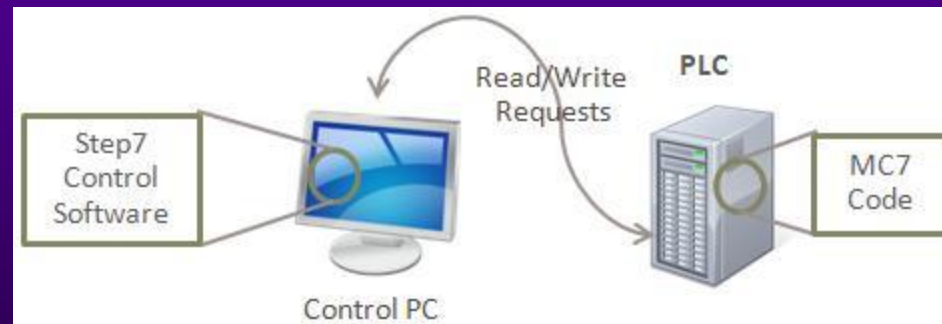 Step7
Control
Software
Control PC
Read/Write
Requests
PLC
MC7
Code